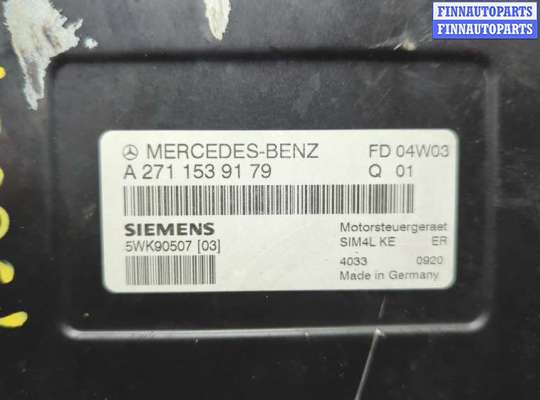 FINNAUTOPARTS
FINNAUTOPARTS
MERCEDES-BENZ FD 04W03
A 271 153 91 79 Q 01
SIEMENS Motorsteuergeraet
5WK90507 [03] SIM4L KE ER
4033 0920
Made in Germany